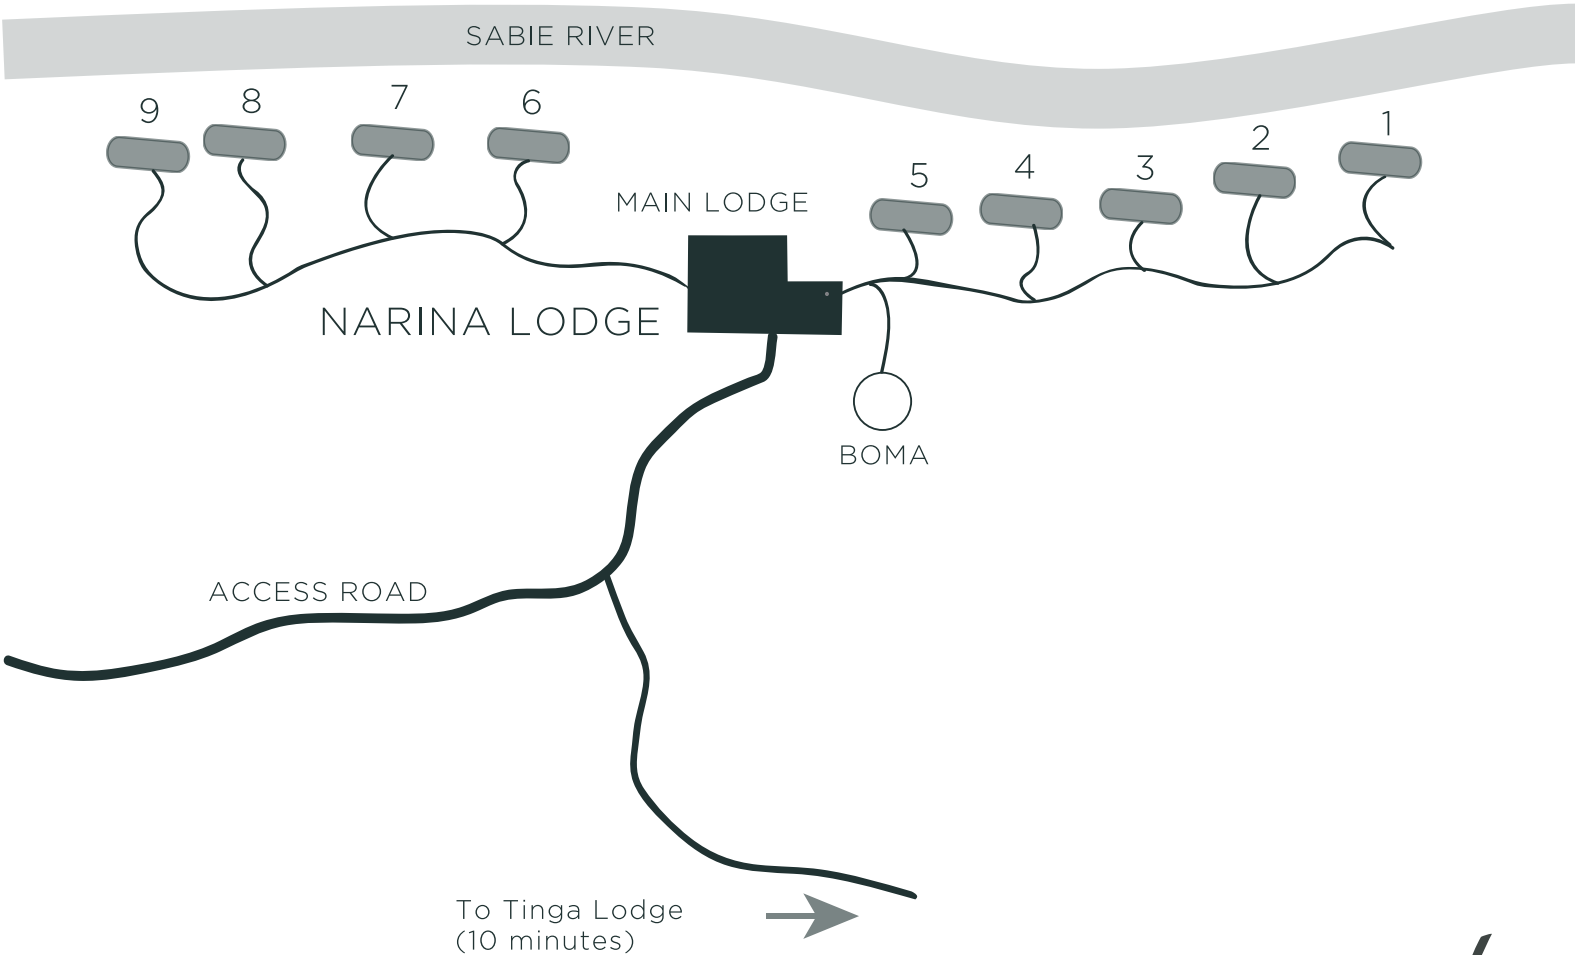 SABIE RIVER
9
8
7
6
5
4
3
2
1
MAIN LODGE
NARINA LODGE
BOMA
ACCESS ROAD
To Tinga Lodge
(10 minutes)